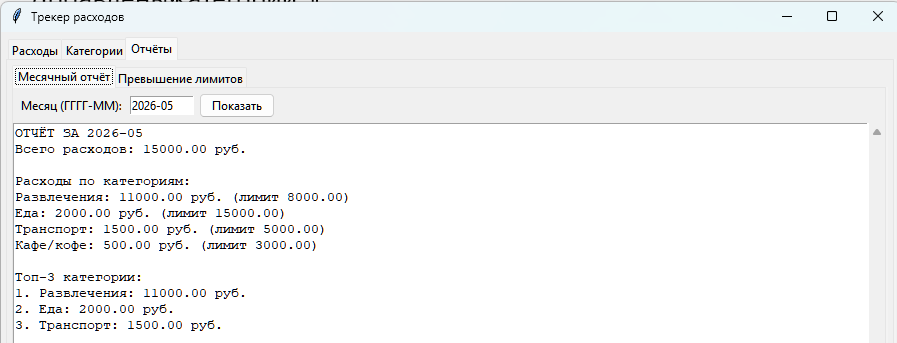 Трекер расходов
Расходы Категории Отчёты
Месячный отчёт Превышение лимитов
Месяц (ГГГГ-ММ): 2026-05 Показать
ОТЧЁТ ЗА 2026-05
Всего расходов: 15000.00 руб.
Расходы по категориям:
Развлечения: 11000.00 руб. (лимит 8000.00)
Еда: 2000.00 руб. (лимит 15000.00)
Транспорт: 1500.00 руб. (лимит 5000.00)
Кафе/кофе: 500.00 руб. (лимит 3000.00)
Топ-3 категории:
1. Развлечения: 11000.00 руб.
2. Еда: 2000.00 руб.
3. Транспорт: 1500.00 руб.